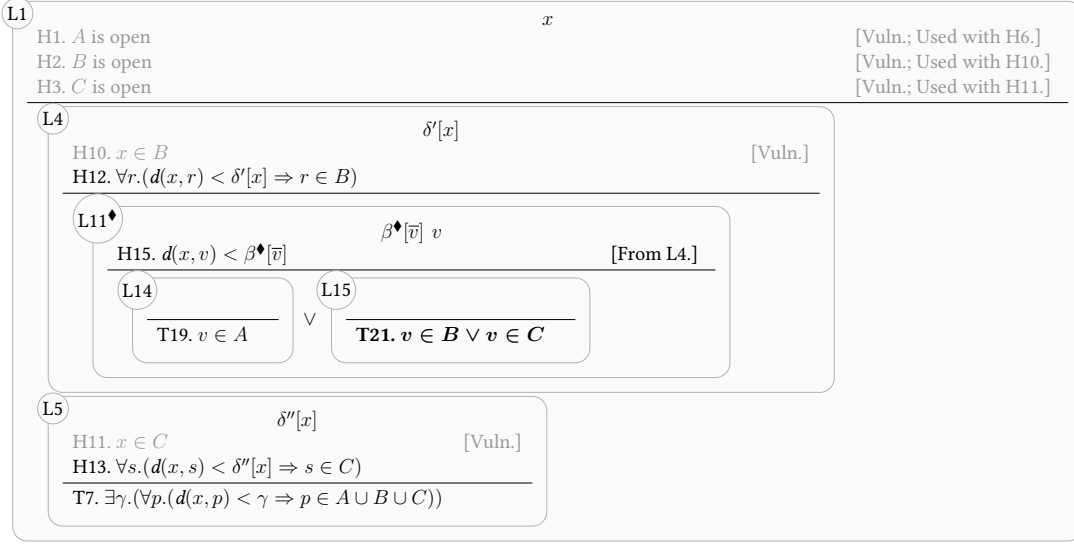 L1
x
H1. A is open [Vuln.; Used with H6.]
H2. B is open [Vuln.; Used with H10.]
H3. C is open [Vuln.; Used with H11.]
L4
δ′[x]
H10. x ∈ B [Vuln.]
H12. ∀r.(d(x, r) < δ′[x] ⇒ r ∈ B)
L11♦
β♦[v̅] v
H15. d(x, v) < β♦[v̅] [From L4.]
L14 L15
T19. v ∈ A ∨ T21. v ∈ B ∨ v ∈ C
L5
δ″[x]
H11. x ∈ C [Vuln.]
H13. ∀s.(d(x, s) < δ″[x] ⇒ s ∈ C)
T7. ∃γ.(∀p.(d(x, p) < γ ⇒ p ∈ A ∪ B ∪ C))